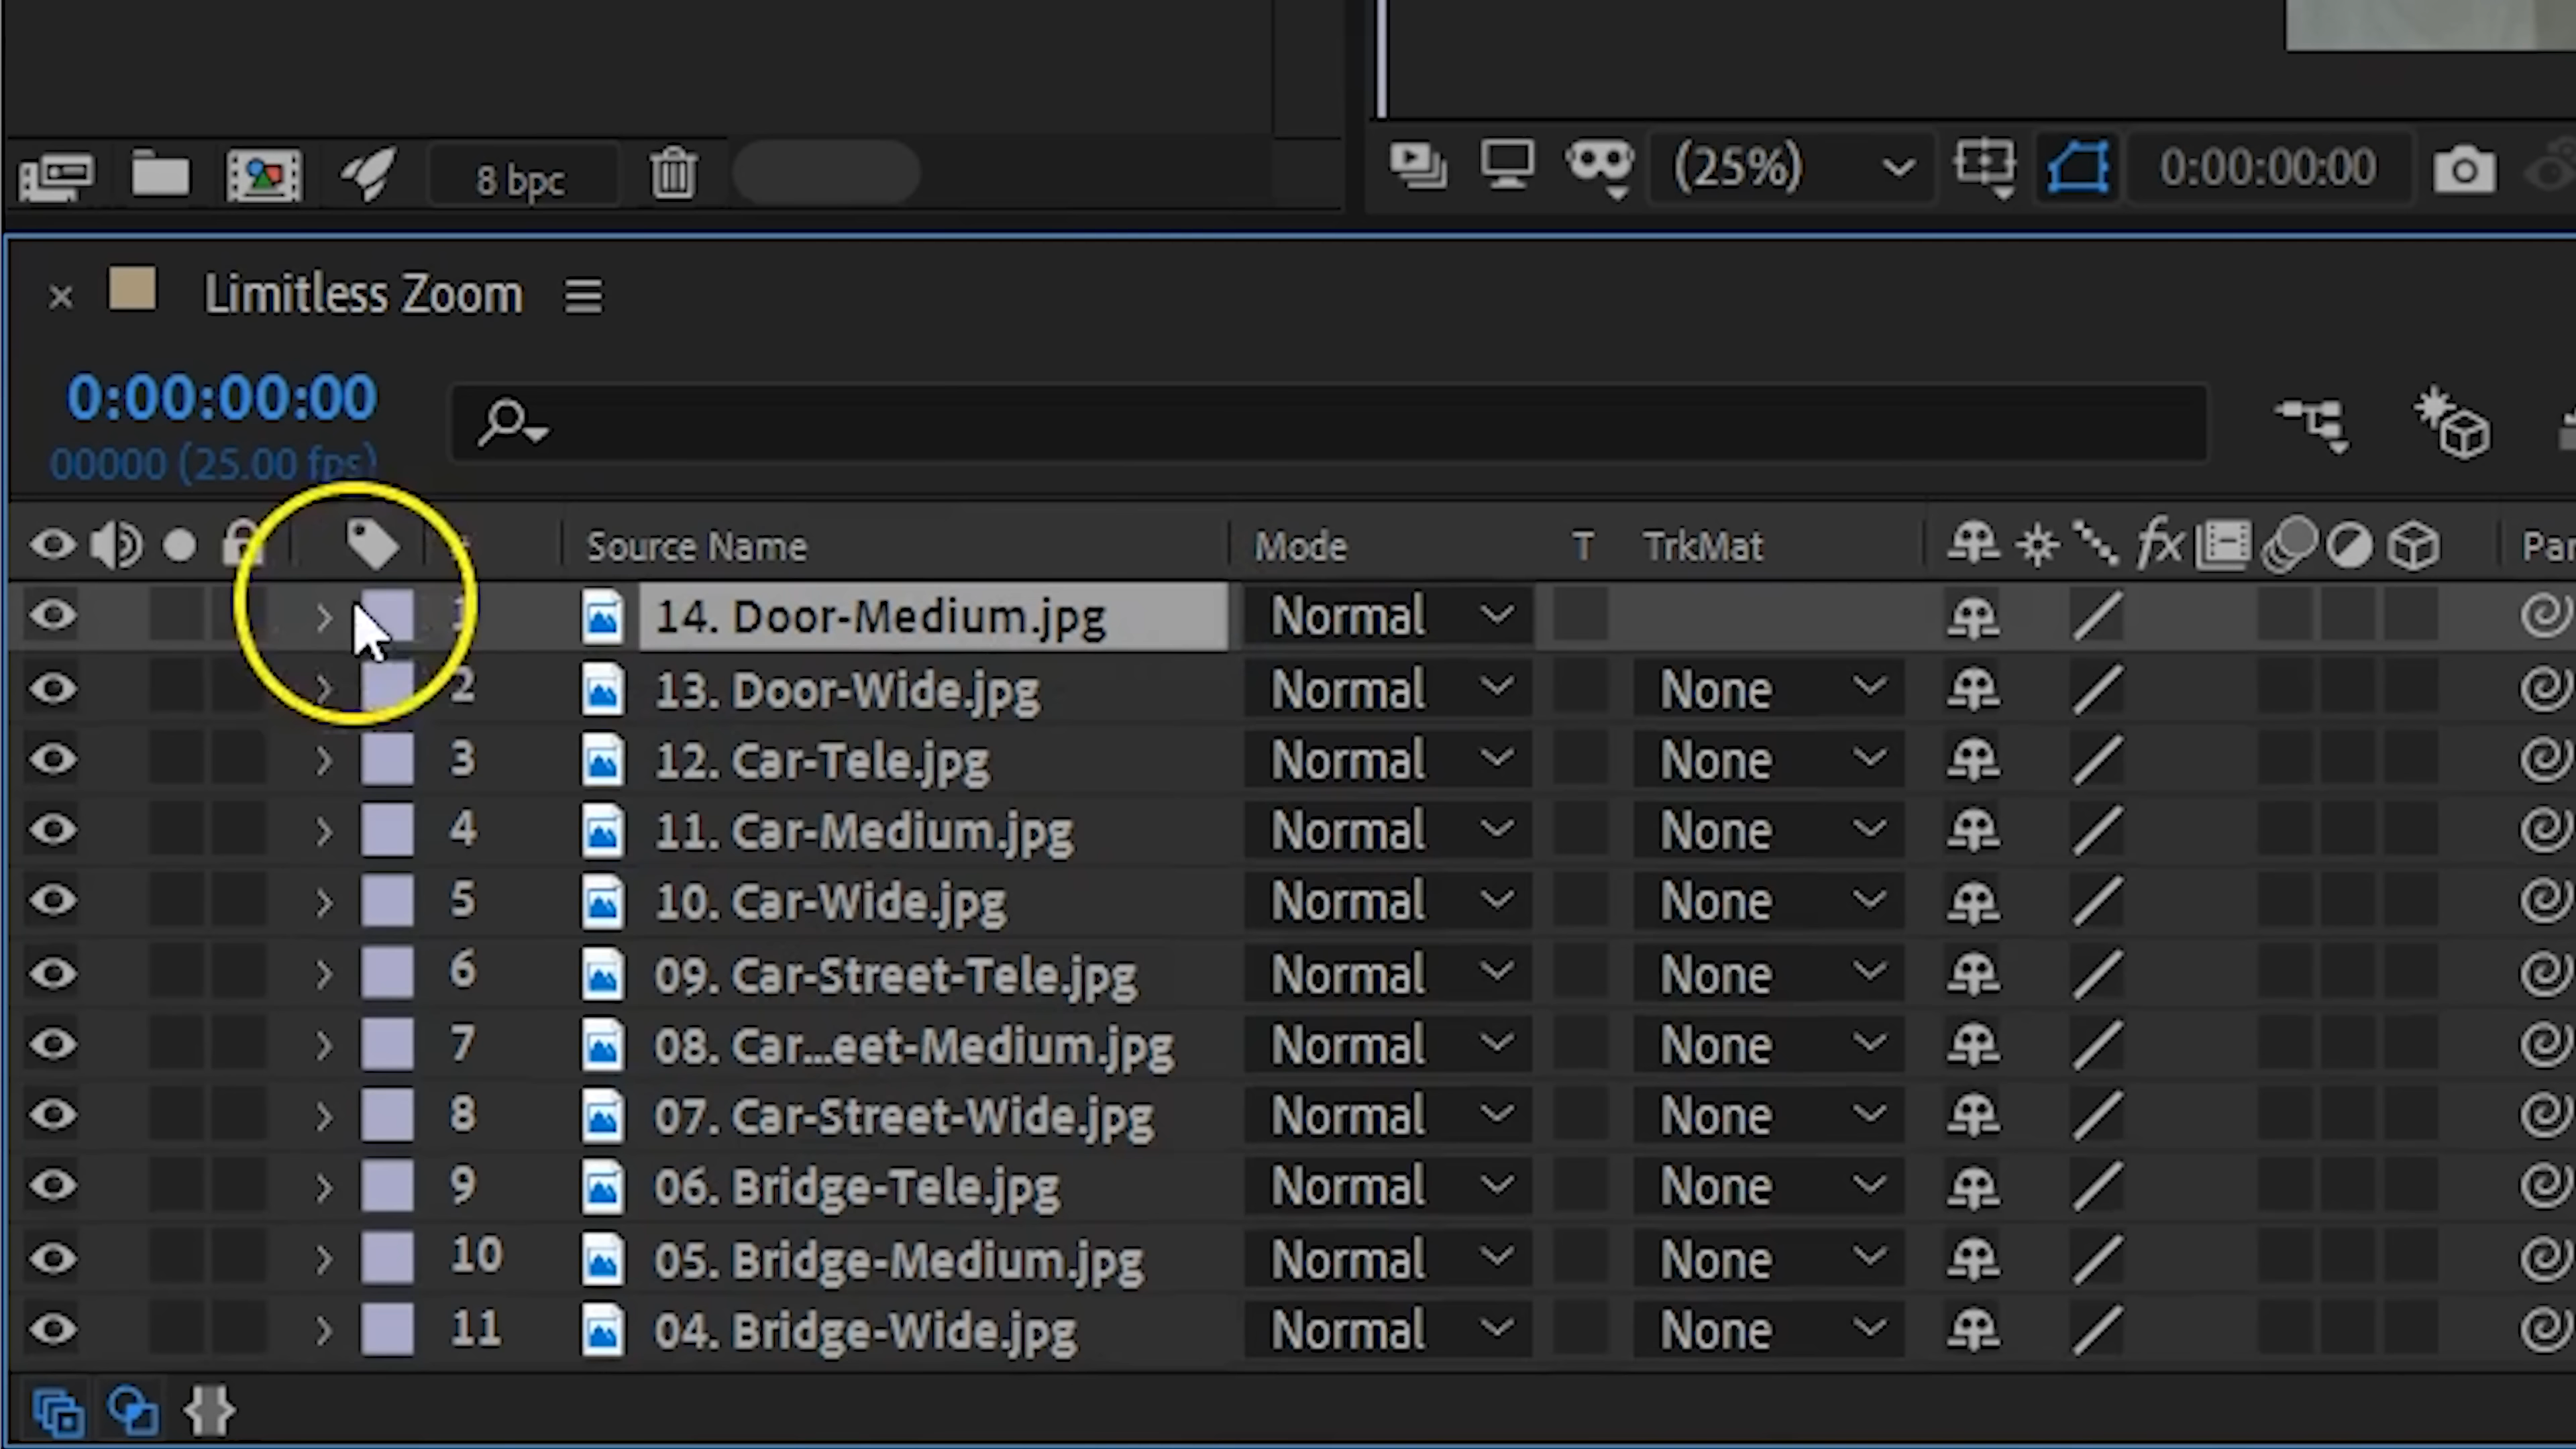 8 bpc
(25%)
0:00:00:00
Limitless Zoom
0:00:00:00
00000 (25.00 fps)
# Source Name Mode T TrkMat fx Par
1 14. Door-Medium.jpg Normal
2 13. Door-Wide.jpg Normal None
3 12. Car-Tele.jpg Normal None
4 11. Car-Medium.jpg Normal None
5 10. Car-Wide.jpg Normal None
6 09. Car-Street-Tele.jpg Normal None
7 08. Car...eet-Medium.jpg Normal None
8 07. Car-Street-Wide.jpg Normal None
9 06. Bridge-Tele.jpg Normal None
10 05. Bridge-Medium.jpg Normal None
11 04. Bridge-Wide.jpg Normal None